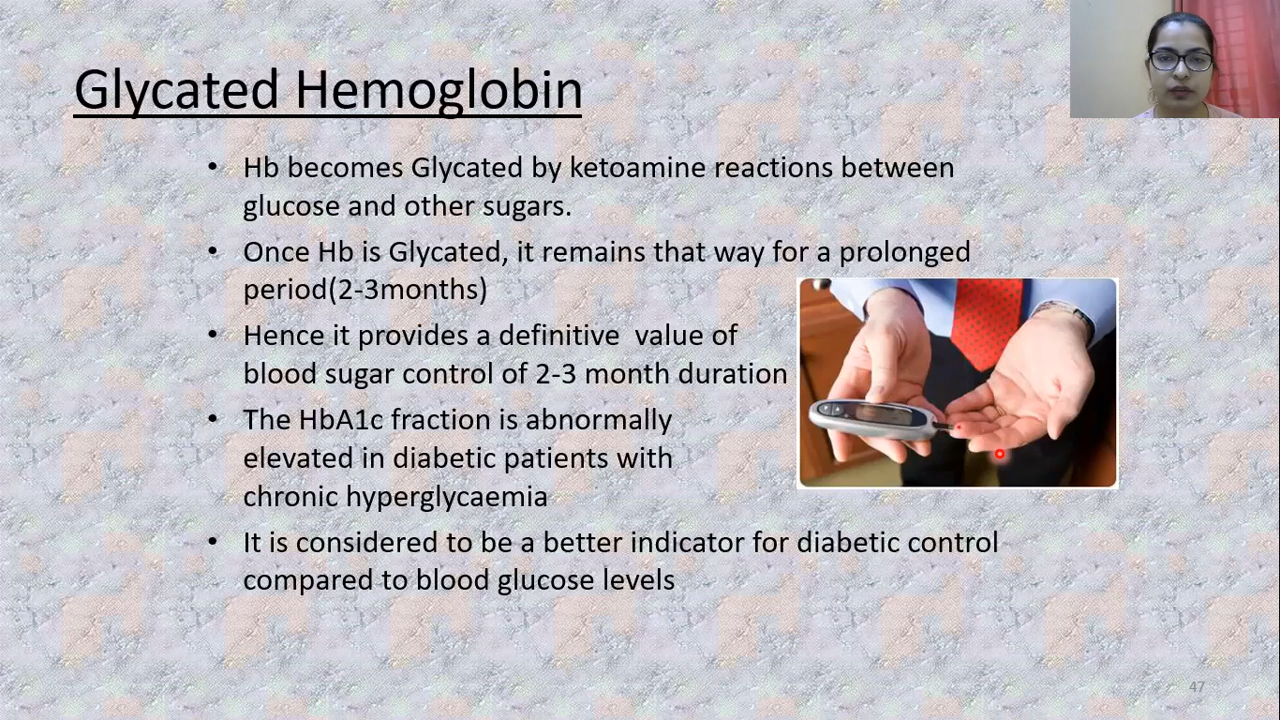 Glycated Hemoglobin
• Hb becomes Glycated by ketoamine reactions between
glucose and other sugars.
• Once Hb is Glycated, it remains that way for a prolonged
period(2-3months)
• Hence it provides a definitive  value of
blood sugar control of 2-3 month duration
• The HbA1c fraction is abnormally
elevated in diabetic patients with
chronic hyperglycaemia
• It is considered to be a better indicator for diabetic control
compared to blood glucose levels
47